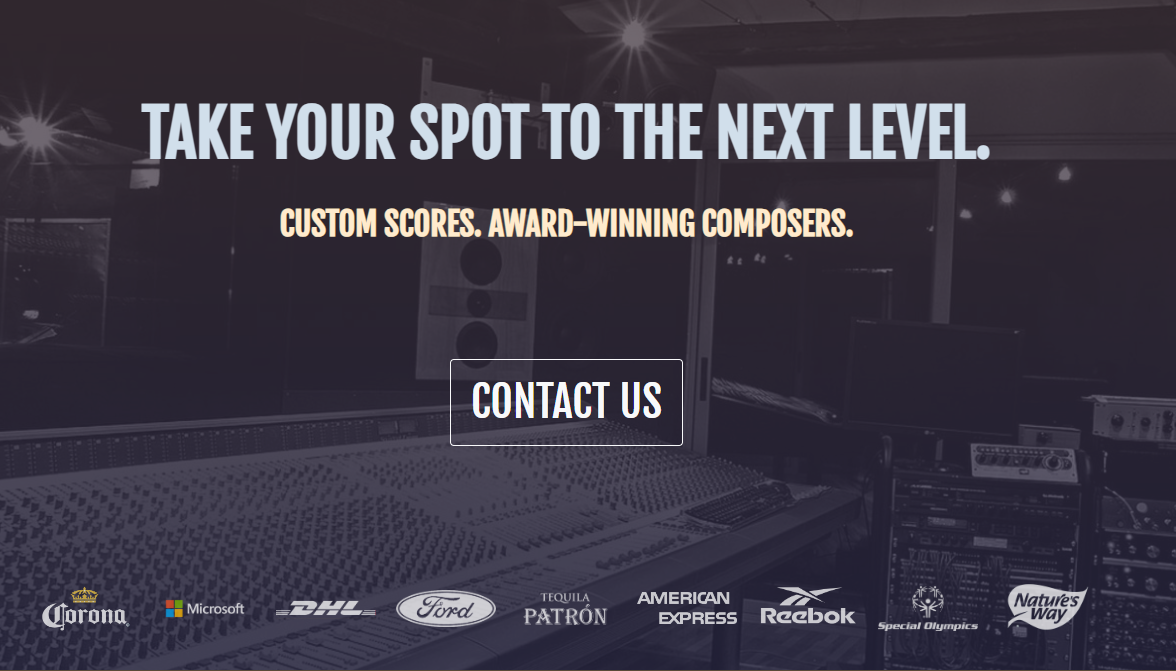 TAKE YOUR SPOT TO THE NEXT LEVEL.
CUSTOM SCORES. AWARD-WINNING COMPOSERS.
CONTACT US
Corona
Microsoft
DHL
Ford
TEQUILA
PATRÓN
AMERICAN
EXPRESS
Reebok
Special Olympics
Nature's
Way